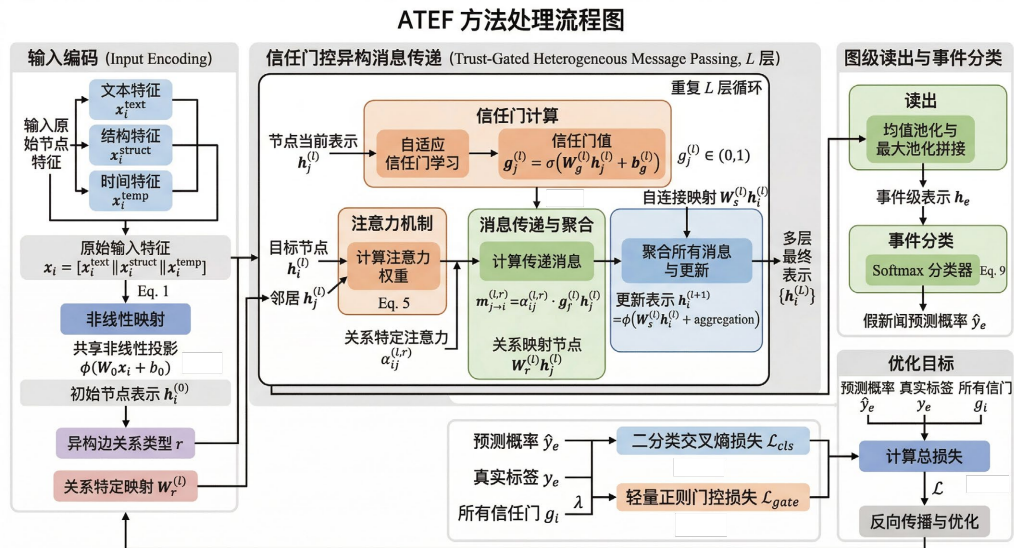 ATEF 方法处理流程图
输入编码 (Input Encoding)
输入原
始节点
特征
文本特征
x_i^text
结构特征
x_i^struct
时间特征
x_i^temp
原始输入特征
x_i = [x_i^text ‖ x_i^struct ‖ x_i^temp]
Eq. 1
非线性映射
共享非线性投影
ϕ(W_0 x_i + b_0)
初始节点表示 h_i^(0)
异构边关系类型 r
关系特定映射 W_r^(l)
信任门控异构消息传递 (Trust-Gated Heterogeneous Message Passing, L 层)
重复 L 层循环
信任门计算
节点当前表示
h_j^(l)
自适应
信任门学习
信任门值
g_j^(l) = σ(W_g^(l) h_j^(l) + b_g^(l))
g_j^(l) ∈ (0,1)
自连接映射 W_s^(l) h_i^(l)
目标节点
h_i^(l)
邻居 h_j^(l)
注意力机制
计算注意力
权重
Eq. 5
关系特定注意力
α_ij^(l,r)
消息传递与聚合
计算传递消息
m_j→i^(l,r) = α_ij^(l,r) · g_r^(l) h_j^(l)
关系映射节点
W_r^(l) h_j^(l)
聚合所有消息
与更新
更新表示 h_i^(l+1)
=ϕ(W_s^(l) h_i^(l) + aggregation)
多层
最终
表示
{h_i^(L)}
图级读出与事件分类
读出
均值池化与
最大池化拼接
事件级表示 h_e
事件分类
Softmax 分类器
Eq. 9
假新闻预测概率 ŷ_e
预测概率 ŷ_e
真实标签 y_e
所有信任门 g_i
λ
二分类交叉熵损失 ℒ_cls
轻量正则门控损失 ℒ_gate
优化目标
预测概率 真实标签 所有信门
ŷ_e y_e g_i
计算总损失
ℒ
反向传播与优化